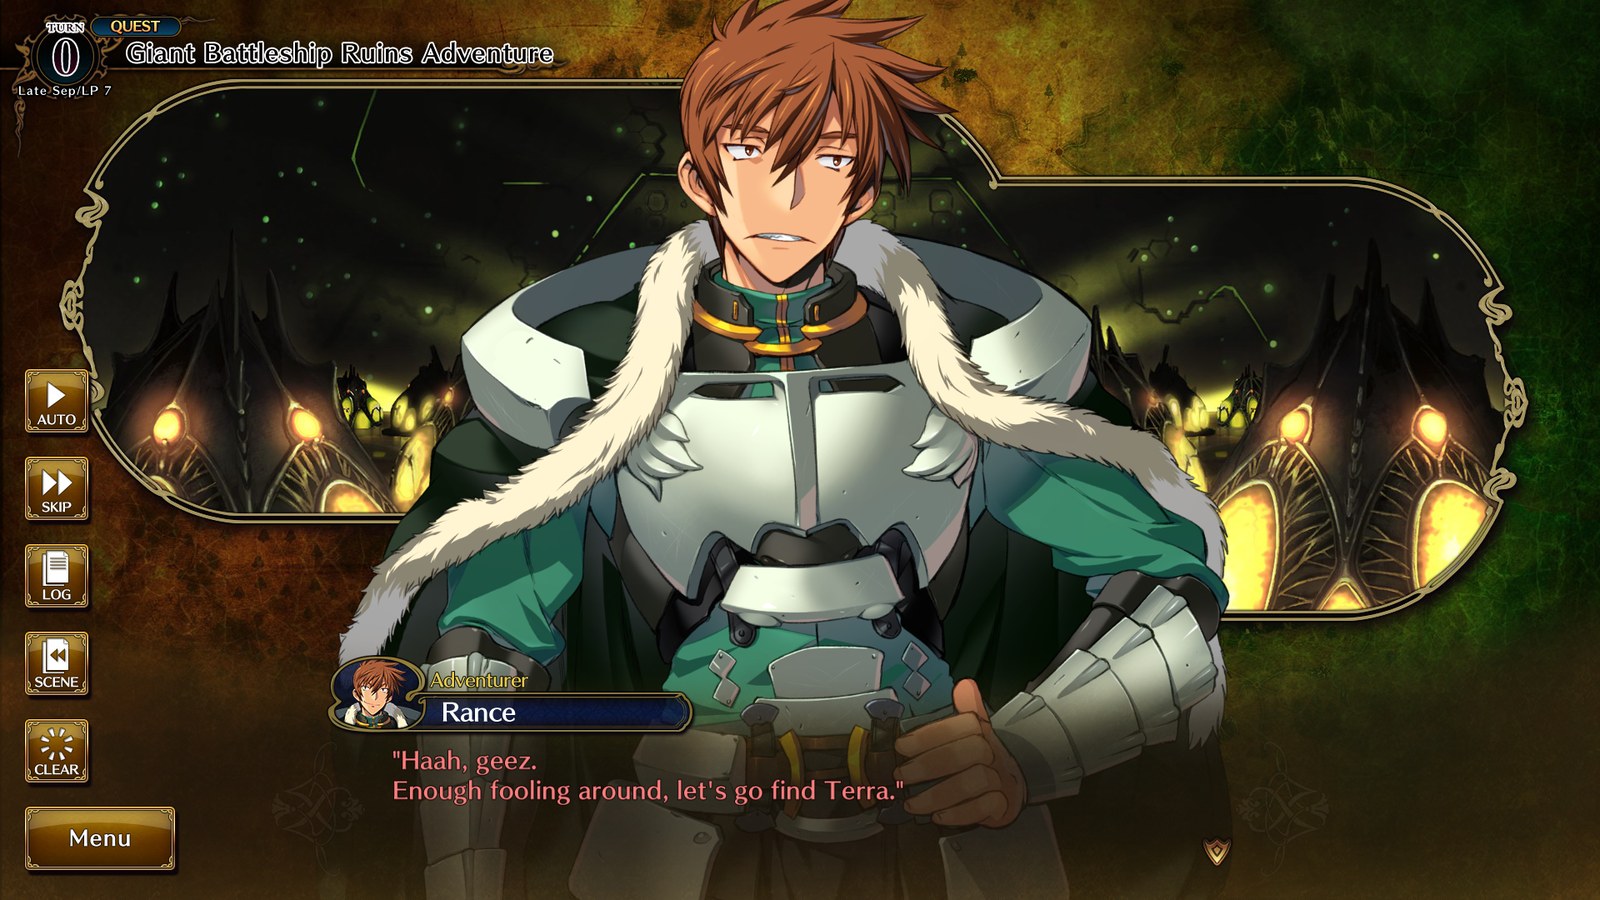 TURN
0
QUEST
Giant Battleship Ruins Adventure
Late Sep/LP 7
AUTO
SKIP
LOG
SCENE
CLEAR
Menu
Adventurer
Rance
"Haah, geez.
Enough fooling around, let's go find Terra."